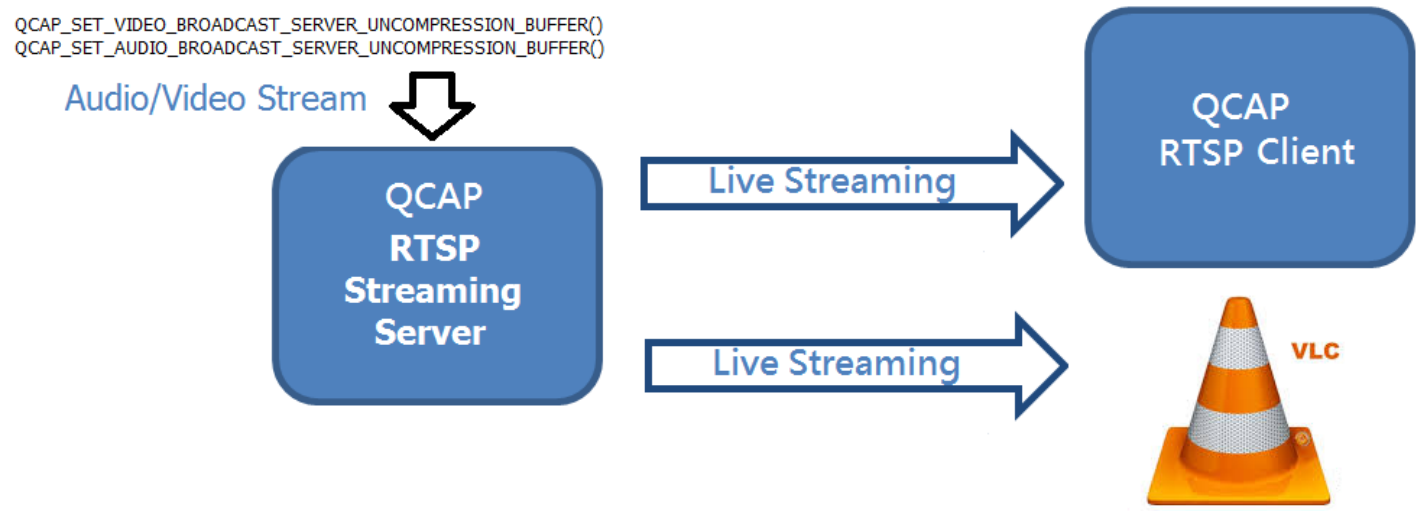 QCAP_SET_VIDEO_BROADCAST_SERVER_UNCOMPRESSION_BUFFER()
QCAP_SET_AUDIO_BROADCAST_SERVER_UNCOMPRESSION_BUFFER()
Audio/Video Stream
QCAP
RTSP
Streaming
Server
Live Streaming
Live Streaming
QCAP
RTSP Client
VLC